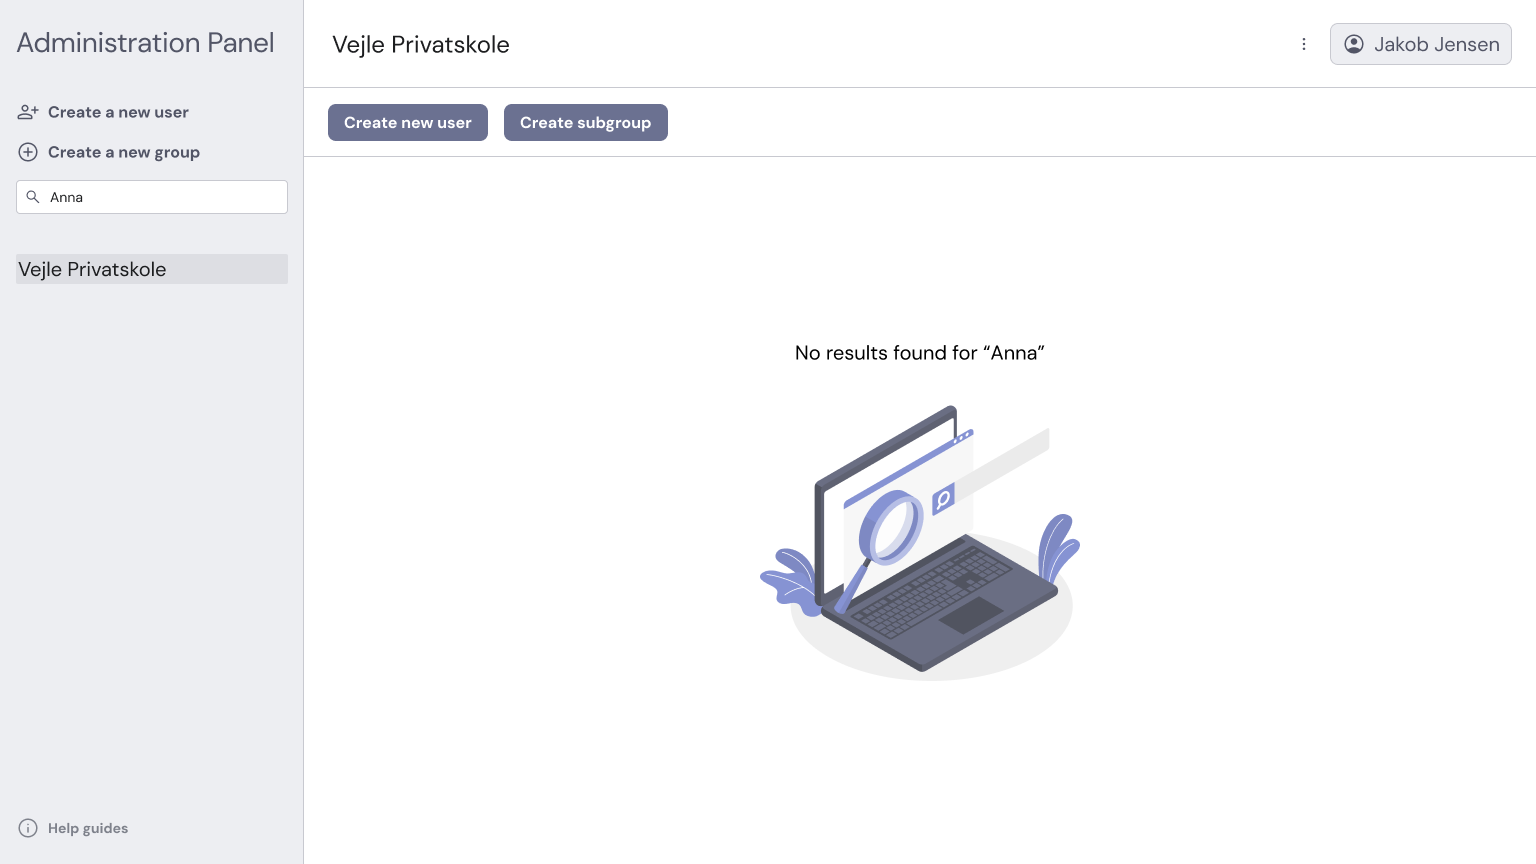 Administration Panel
Create a new user
Create a new group
Anna
Vejle Privatskole
Help guides
Vejle Privatskole
Jakob Jensen
Create new user
Create subgroup
No results found for “Anna”